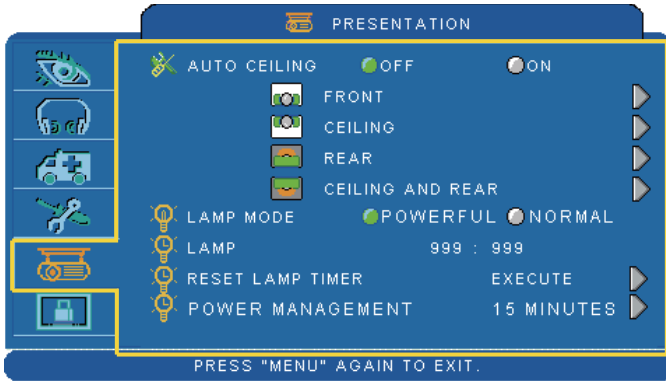 PRESENTATION
AUTO CEILING OFF ON
FRONT
CEILING
REAR
CEILING AND REAR
LAMP MODE POWERFUL NORMAL
LAMP 999 : 999
RESET LAMP TIMER EXECUTE
POWER MANAGEMENT 15 MINUTES
PRESS "MENU" AGAIN TO EXIT.